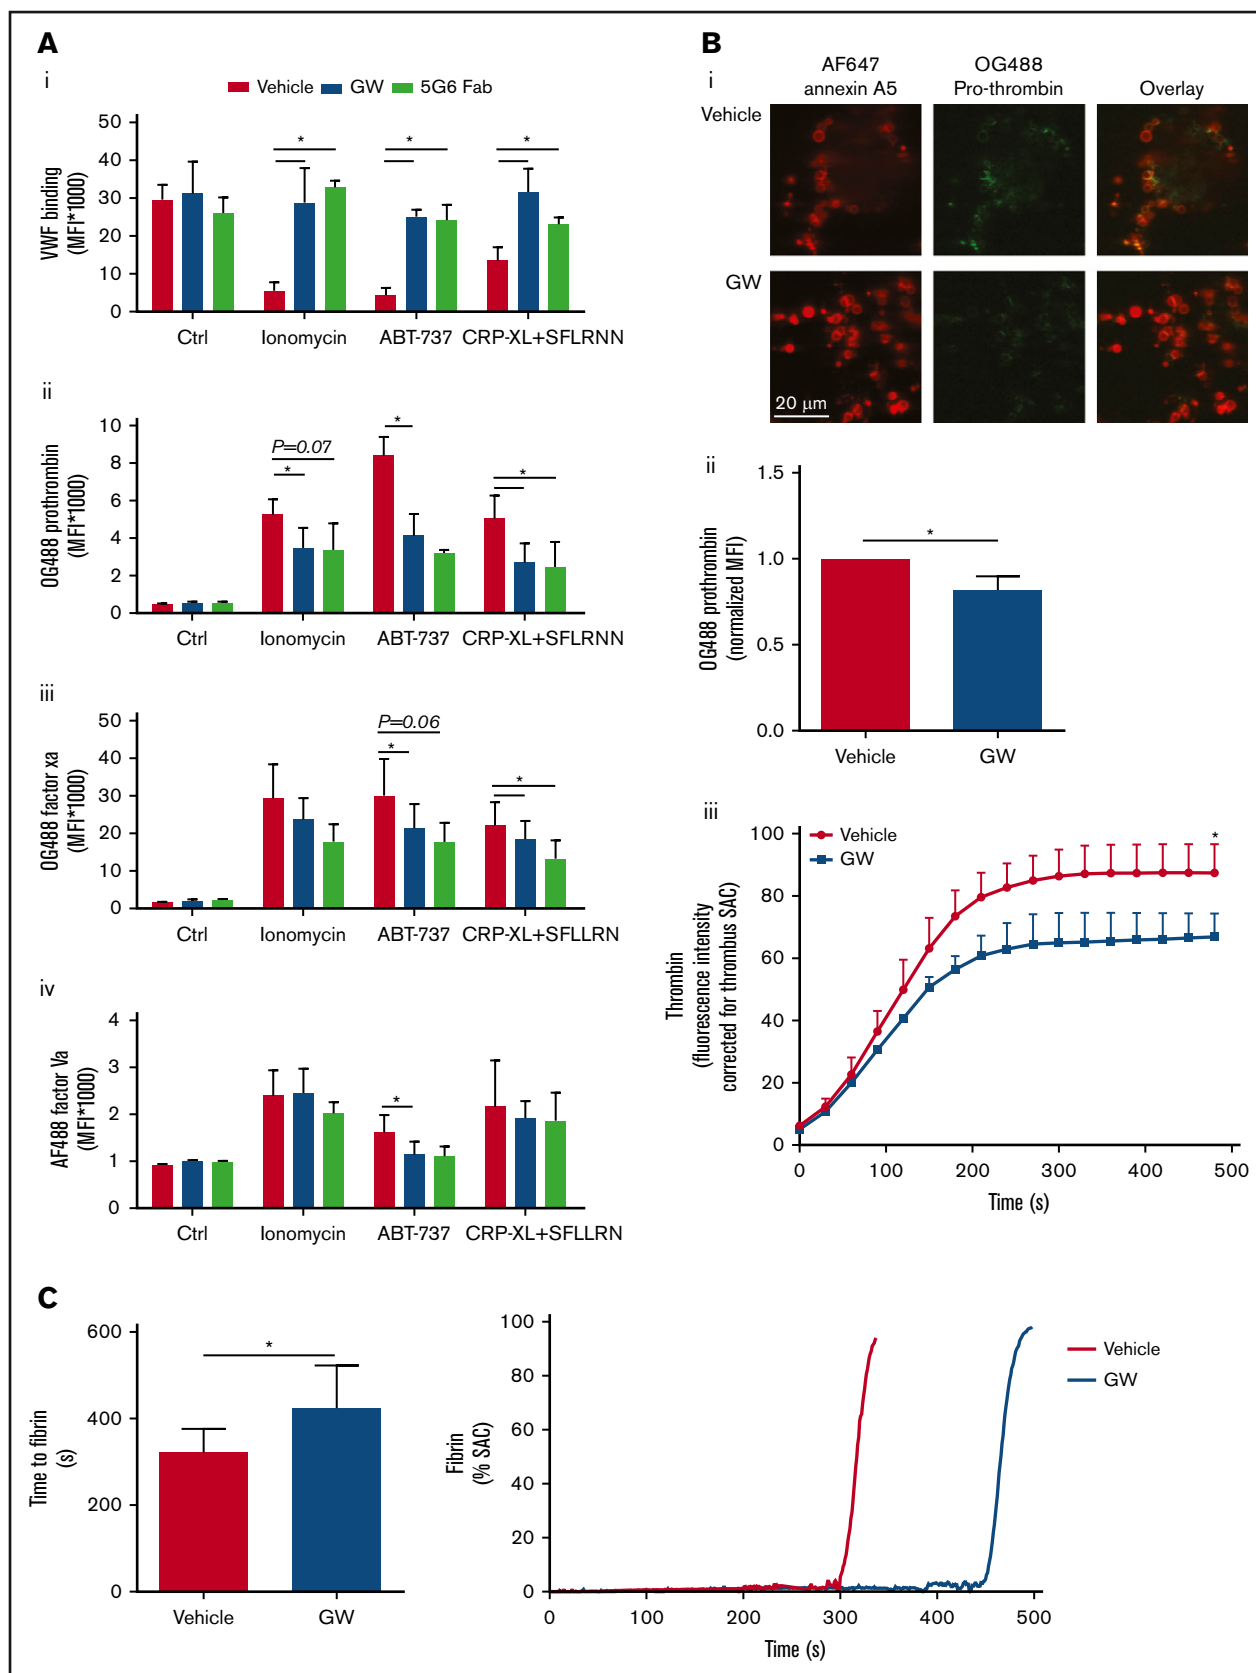 A
i
Vehicle GW 5G6 Fab
VWF binding
(MFI*1000)
50
40
30
20
10
0
* * *
Ctrl Ionomycin ABT-737 CRP-XL+SFLRNN
ii
OG488 prothrombin
(MFI*1000)
10
8
6
4
2
0
P=0.07
* * *
Ctrl Ionomycin ABT-737 CRP-XL+SFLRNN
iii
OG488 factor xa
(MFI*1000)
50
40
30
20
10
0
P=0.06
* *
Ctrl Ionomycin ABT-737 CRP-XL+SFLLRN
iv
AF488 factor Va
(MFI*1000)
4
3
2
1
0
*
Ctrl Ionomycin ABT-737 CRP-XL+SFLLRN
B
i
AF647
annexin A5
OG488
Pro-thrombin
Overlay
Vehicle
GW
20 μm
ii
OG488 prothrombin
(normalized MFI)
1.5
1.0
0.5
0.0
*
Vehicle GW
iii
Thrombin
(fluorescence intensity
corrected for thrombus SAC)
100
80
60
40
20
0
Vehicle
GW
*
0 100 200 300 400 500
Time (s)
C
Time to fibrin
(s)
600
400
200
0
*
Vehicle GW
Fibrin
(% SAC)
100
80
60
40
20
0
Vehicle
GW
0 100 200 300 400 500
Time (s)